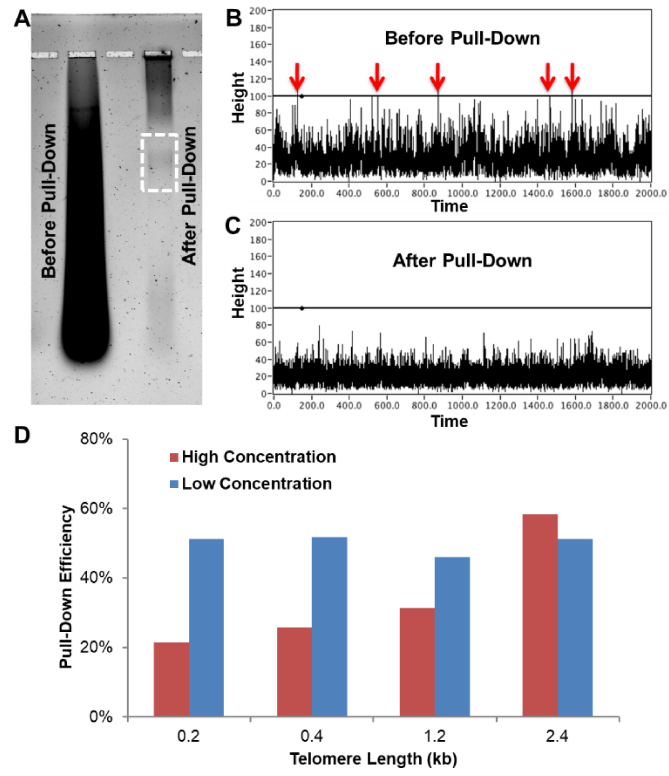 A
Before Pull-Down
After Pull-Down
B
Before Pull-Down
Height
200
180
160
140
120
100
80
60
40
20
0
0.0 200.0 400.0 600.0 800.0 1000.0 1200.0 1400.0 1600.0 1800.0 2000.0
Time
C
After Pull-Down
Height
200
180
160
140
120
100
80
60
40
20
0
0.0 200.0 400.0 600.0 800.0 1000.0 1200.0 1400.0 1600.0 1800.0 2000.0
Time
D
High Concentration
Low Concentration
Pull-Down Efficiency
80%
60%
40%
20%
0%
0.2 0.4 1.2 2.4
Telomere Length (kb)